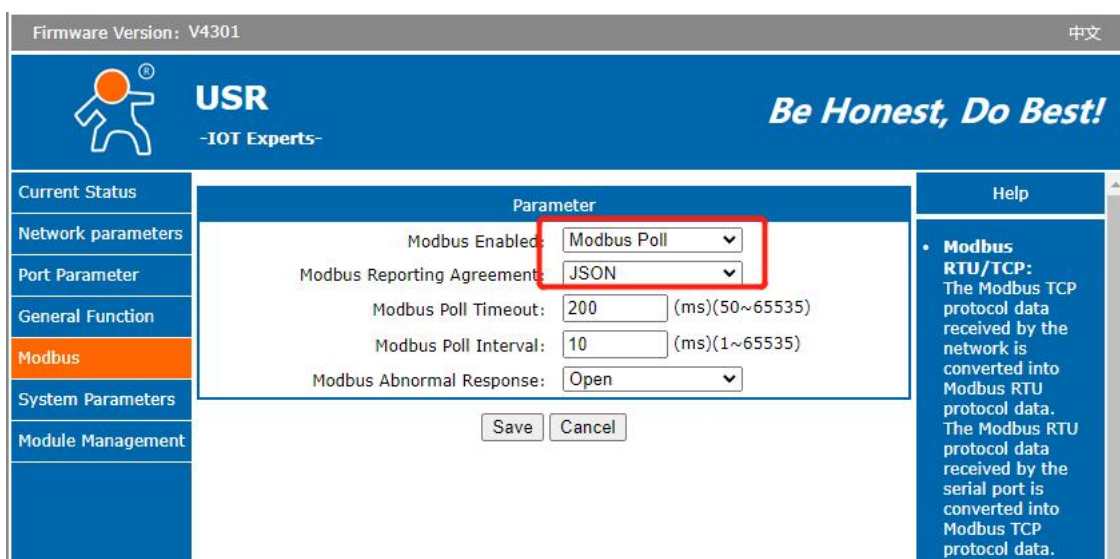 Firmware Version: V4301
中文
®
USR
-IOT Experts-
Be Honest, Do Best!
Current Status
Network parameters
Port Parameter
General Function
Modbus
System Parameters
Module Management
Parameter
Modbus Enabled: Modbus Poll
Modbus Reporting Agreement: JSON
Modbus Poll Timeout: 200 (ms)(50~65535)
Modbus Poll Interval: 10 (ms)(1~65535)
Modbus Abnormal Response: Open
Save Cancel
Help
• Modbus
RTU/TCP:
The Modbus TCP
protocol data
received by the
network is
converted into
Modbus RTU
protocol data.
The Modbus RTU
protocol data
received by the
serial port is
converted into
Modbus TCP
protocol data.